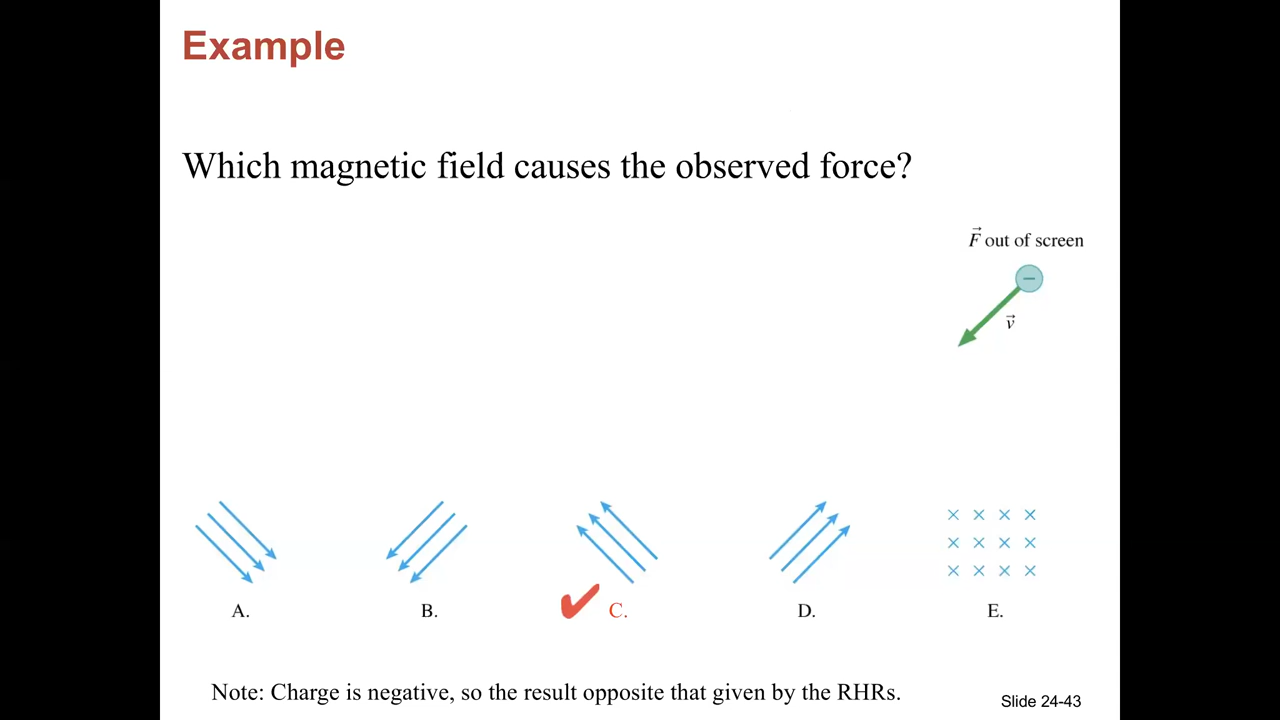 Example
Which magnetic field causes the observed force?
F⃗ out of screen
−
v⃗
A.
B.
C.
D.
E.
Note: Charge is negative, so the result opposite that given by the RHRs.
Slide 24-43